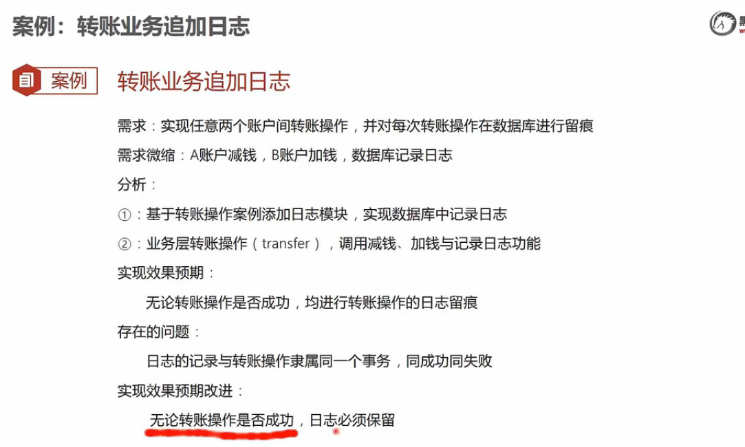 案例：转账业务追加日志
案例
转账业务追加日志
需求：实现任意两个账户间转账操作，并对每次转账操作在数据库进行留痕
需求微缩：A账户减钱，B账户加钱，数据库记录日志
分析：
①：基于转账操作案例添加日志模块，实现数据库中记录日志
②：业务层转账操作（transfer），调用减钱、加钱与记录日志功能
实现效果预期：
无论转账操作是否成功，均进行转账操作的日志留痕
存在的问题：
日志的记录与转账操作隶属同一个事务，同成功同失败
实现效果预期改进：
无论转账操作是否成功，日志必须保留